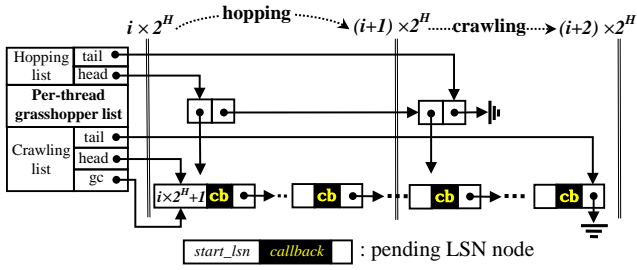 i × 2^H hopping (i+1) ×2^H crawling (i+2) ×2^H
Hopping list
tail
head
Per-thread grasshopper list
Crawling list
tail
head
gc
i×2^H+1 cb cb cb cb
start_lsn callback : pending LSN node